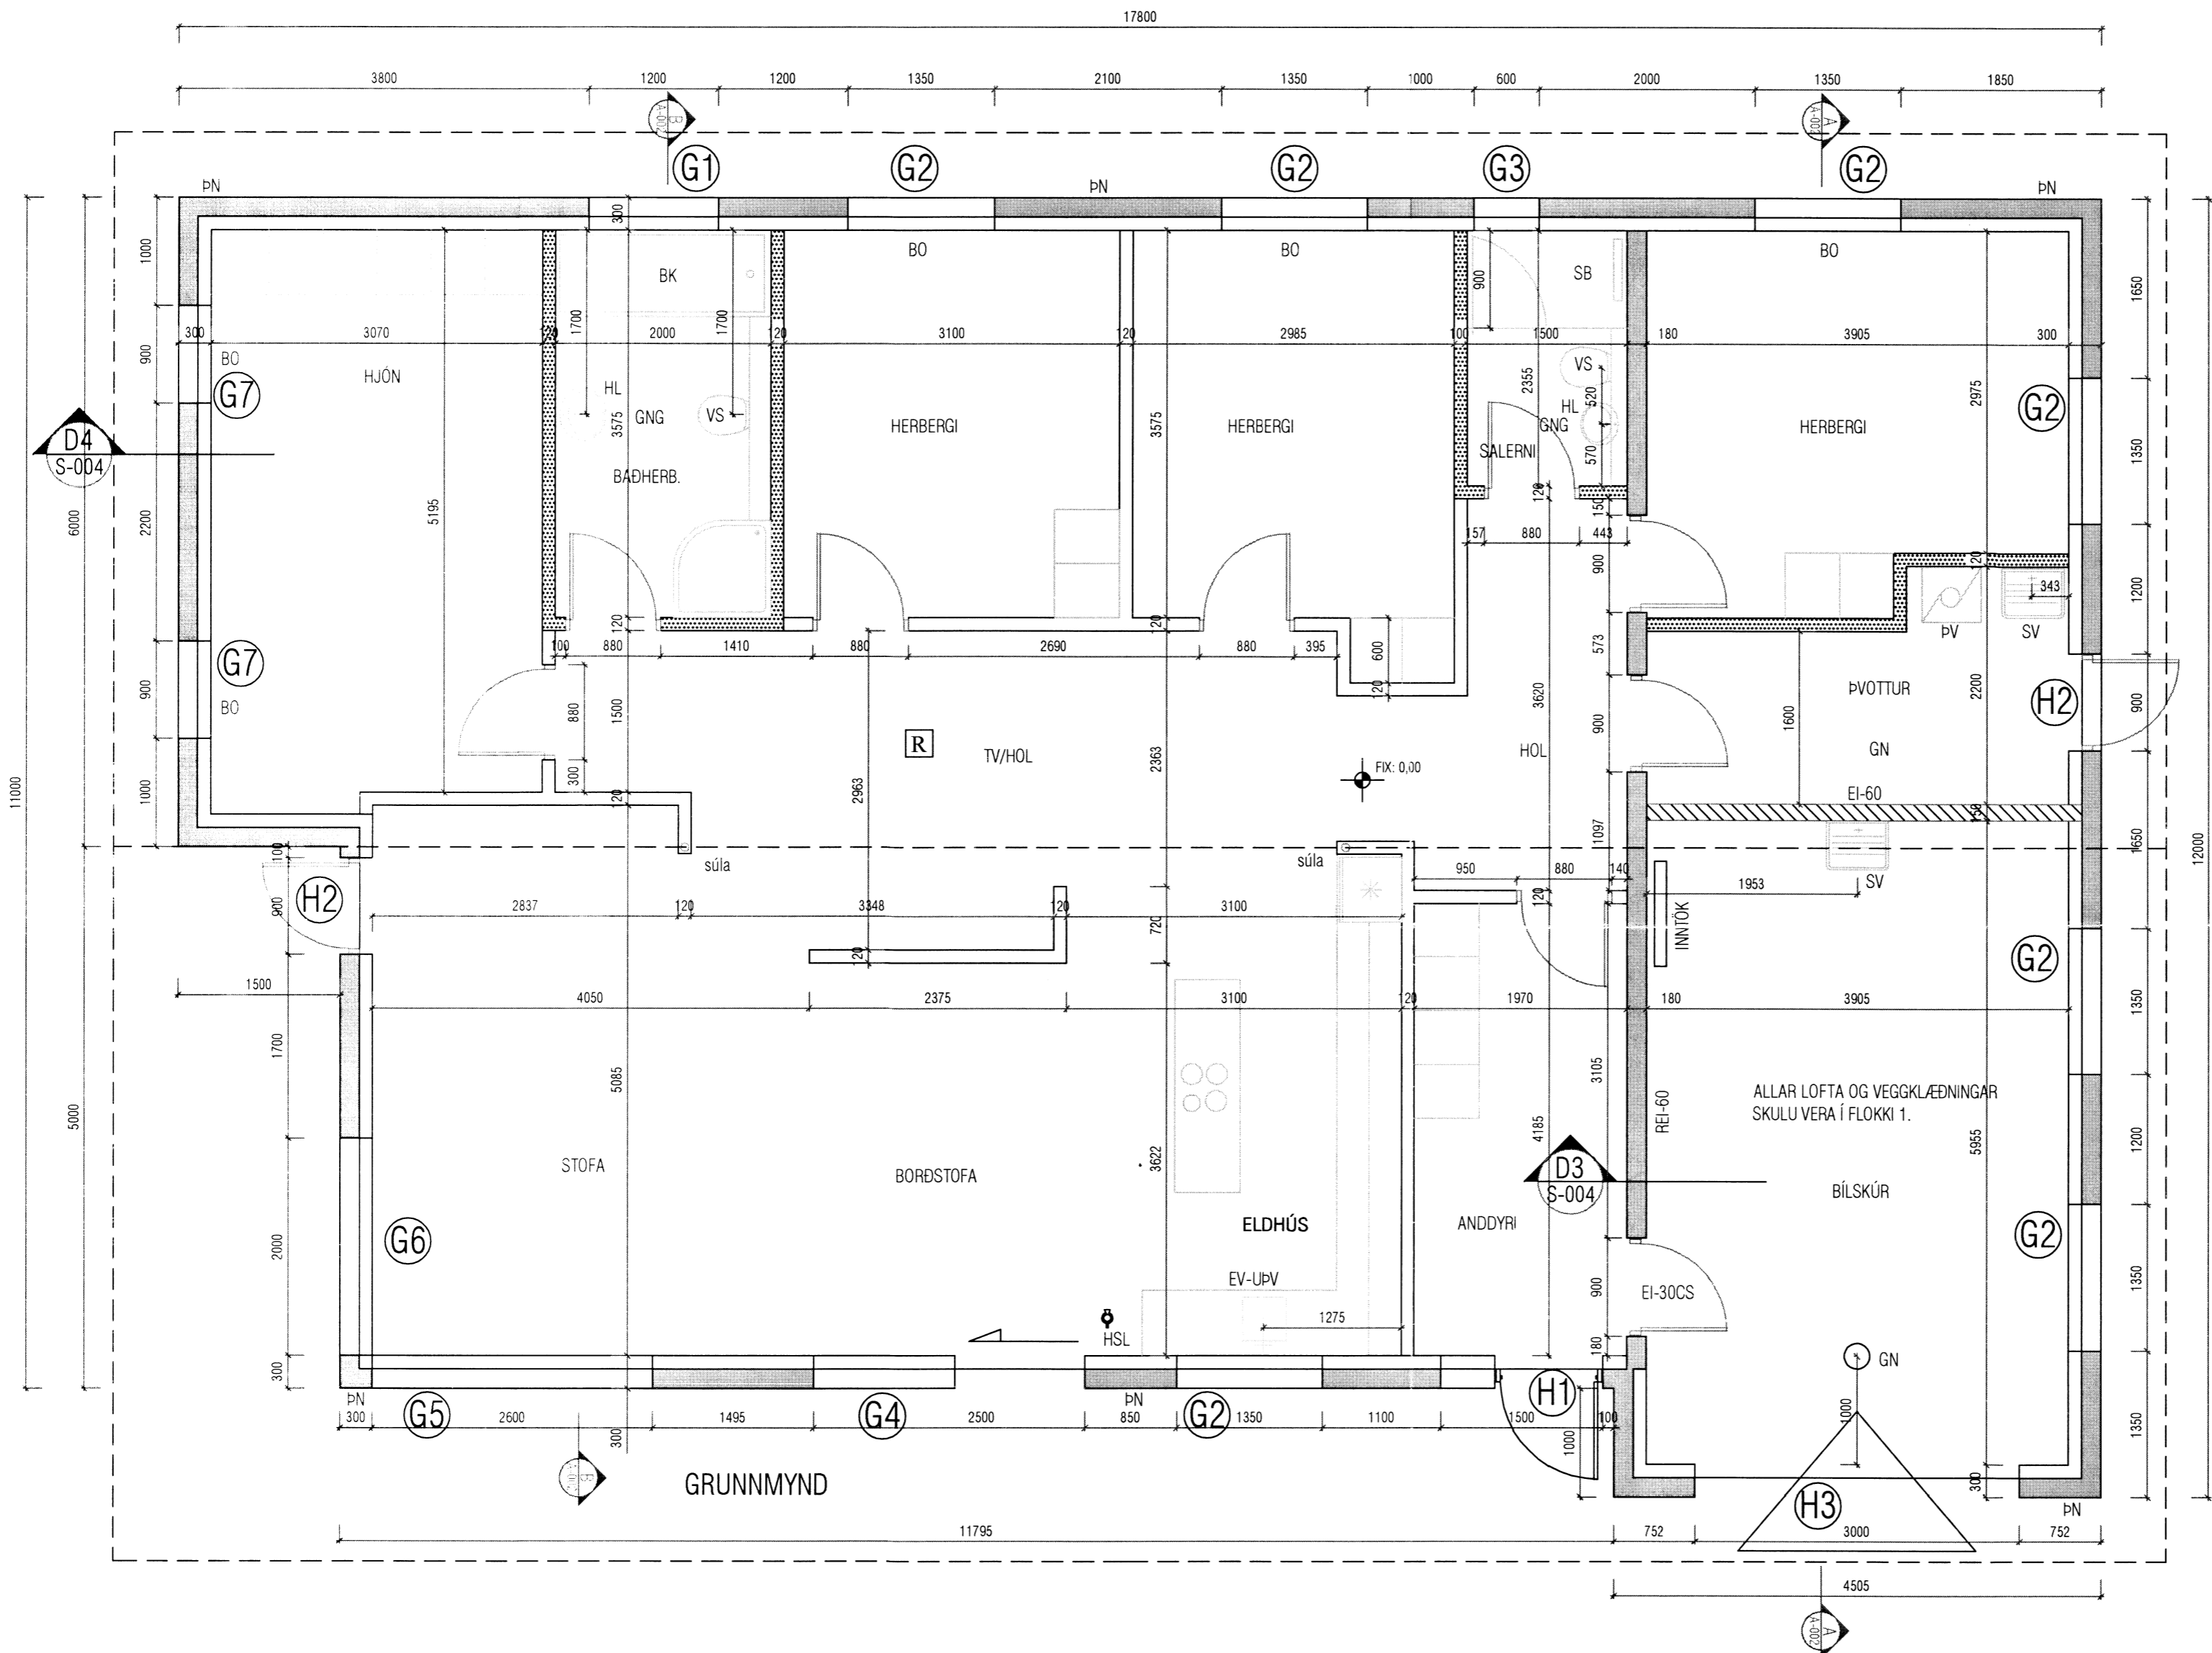 17800
3800 1200 1200 1350 2100 1350 1000 600 2000 1350 1850
B
A
G1 G2 G2 G3 G2
ÞN ÞN ÞN
300
BK BO BO SB BO
1000 900 1650
1700 1700
300 3070 2000 120 3100 120 2985 100 1500 180 3905 300
900 BO
HJÓN
G7
HL GNG VS
3575
BAÐHERB.
HERBERGI
3575
HERBERGI
2355
VS
520
HL
GNG
570
SALERNI
2975
HERBERGI
G2
1350
D4
S-004
6000
2200
5195
120
150
157 880 443
900
120
343
1200
ÞV SV
120 120
100 880 1410 880 2690 880 395
600
120
573
G7
900
BO
880
1500
300
R
TV/HOL
2963
2363
3620
HOL
FIX: 0,00
900
1600
ÞVOTTUR
GN
2200
H2
900
EI-60
150
11000
1000
120
100
súla
súla
1097
950 880 140
120
1953
SV
1650
12000
H2
900
2837 120 3348 120 3100
720
120
INNTÖK
G2
1500
4050 2375 3100 120 1970 180 3905
1350
1700
5000
5085
3622
3105
4185
REI-60
ALLAR LOFTA OG VEGGKLÆÐNINGAR
SKULU VERA Í FLOKKI 1.
5955
1200
STOFA
BORÐSTOFA
D3
S-004
BÍLSKÚR
G6
2000
ELDHÚS
ANDDYRI
G2
EV-UÞV
900
EI-30CS
1350
1275
HSL
180
GN
300
ÞN
G5
ÞN
G4
G2
H1
300 2600 1495 2500 850 1350 1100 1500 100
300
1000
1000
1350
B
GRUNNMYND
300
H3
ÞN
11795 752 3000 752
4505
A
A-002